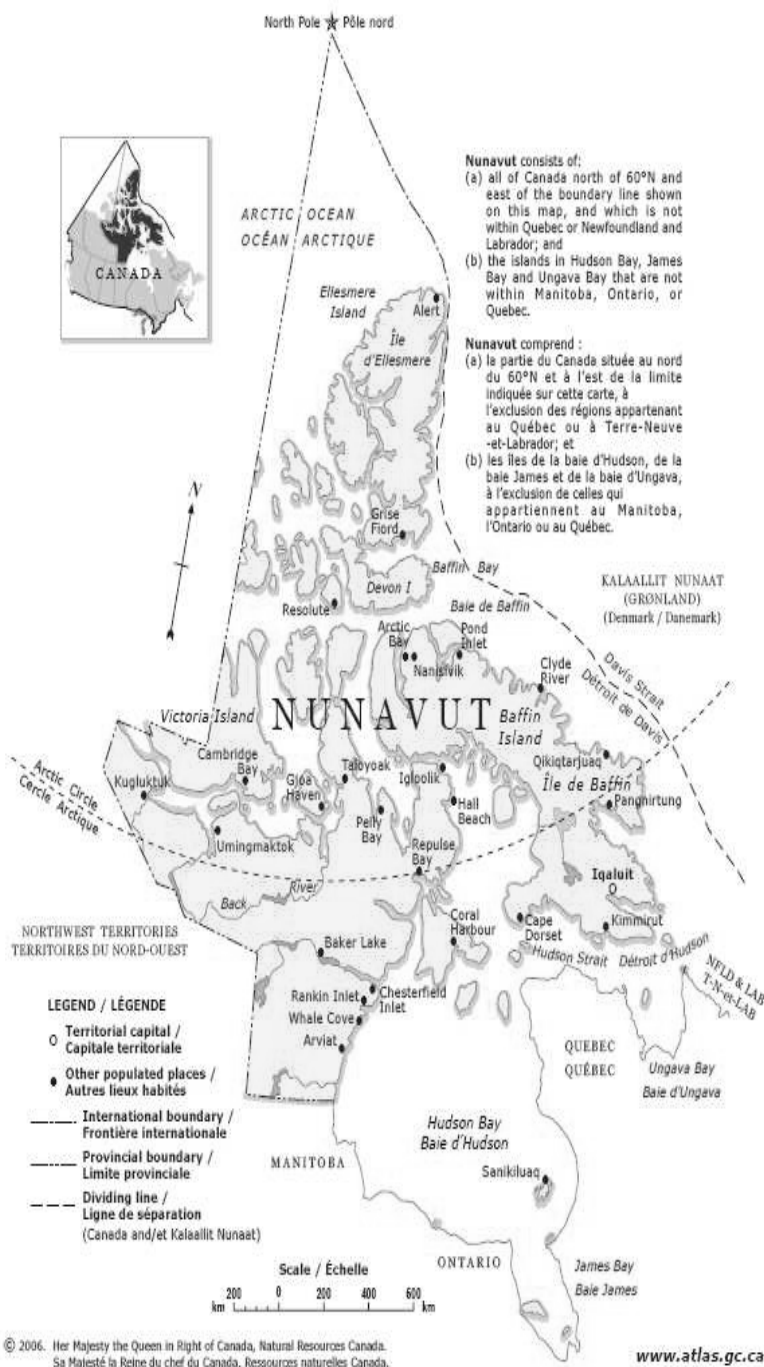 North Pole Pôle nord
CANADA
Nunavut consists of:
(a) all of Canada north of 60°N and
east of the boundary line shown
on this map, and which is not
within Quebec or Newfoundland and
Labrador; and
(b) the islands in Hudson Bay, James
Bay and Ungava Bay that are not
within Manitoba, Ontario, or
Quebec.
Nunavut comprend :
(a) la partie du Canada située au nord
du 60°N et à l'est de la limite
indiquée sur cette carte, à
l'exclusion des régions appartenant
au Québec ou à Terre-Neuve
-et-Labrador; et
(b) les îles de la baie d'Hudson, de la
baie James et de la baie d'Ungava,
à l'exclusion de celles qui
appartiennent au Manitoba,
l'Ontario ou au Québec.
ARCTIC OCEAN
OCÉAN ARCTIQUE
Ellesmere
Island
Alert
Île
d'Ellesmere
N
Grise
Fiord
Devon I
Baffin Bay
Baie de Baffin
KALAALLIT NUNAAT
(GRØNLAND)
(Denmark / Danemark)
Resolute
Arctic
Bay
Nanisivik
Pond
Inlet
Clyde
River
Davis Strait
Détroit de Davis
Victoria Island
NUNAVUT
Baffin
Island
Cambridge
Bay
Kugluktuk
Arctic Circle
Cercle Arctique
Gjoa
Haven
Taloyoak
Igloolik
Qikiqtarjuaq
Île de Baffin
Pangnirtung
Hall
Beach
Pelly
Bay
Umingmaktok
Repulse
Bay
Iqaluit
Back
River
NORTHWEST TERRITORIES
TERRITOIRES DU NORD-OUEST
Baker Lake
Coral
Harbour
Cape
Dorset
Kimmirut
Hudson Strait
Détroit d'Hudson
NFLD & LAB
T-N-et-LAB
Rankin Inlet
Chesterfield
Inlet
Whale Cove
Arviat
QUEBEC
QUÉBEC
Ungava Bay
Baie d'Ungava
Hudson Bay
Baie d'Hudson
MANITOBA
Sanikiluaq
ONTARIO
James Bay
Baie James
LEGEND / LÉGENDE
Territorial capital /
Capitale territoriale
Other populated places /
Autres lieux habités
International boundary /
Frontière internationale
Provincial boundary /
Limite provinciale
Dividing line /
Ligne de séparation
(Canada and/et Kalaallit Nunaat)
Scale / Échelle
200 0 200 400 600
km km
© 2006. Her Majesty the Queen in Right of Canada, Natural Resources Canada.
Sa Majesté la Reine du chef du Canada, Ressources naturelles Canada.
www.atlas.gc.ca